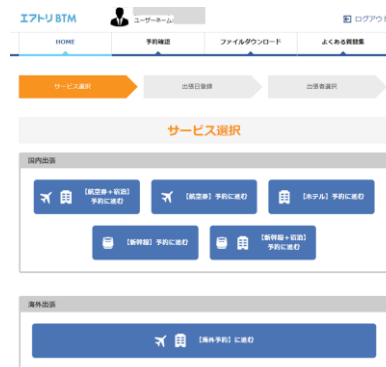 エアトリ BTM
ユーザーネーム
ログアウト
HOME
予約確認
ファイルダウンロード
よくある質問集
サービス選択
出張日登録
出張者選択
サービス選択
国内出張
【航空券+宿泊】
予約に進む
【航空券】予約に進む
【ホテル】予約に進む
【新幹線】予約に進む
【新幹線+宿泊】
予約に進む
海外出張
【海外予約】に進む